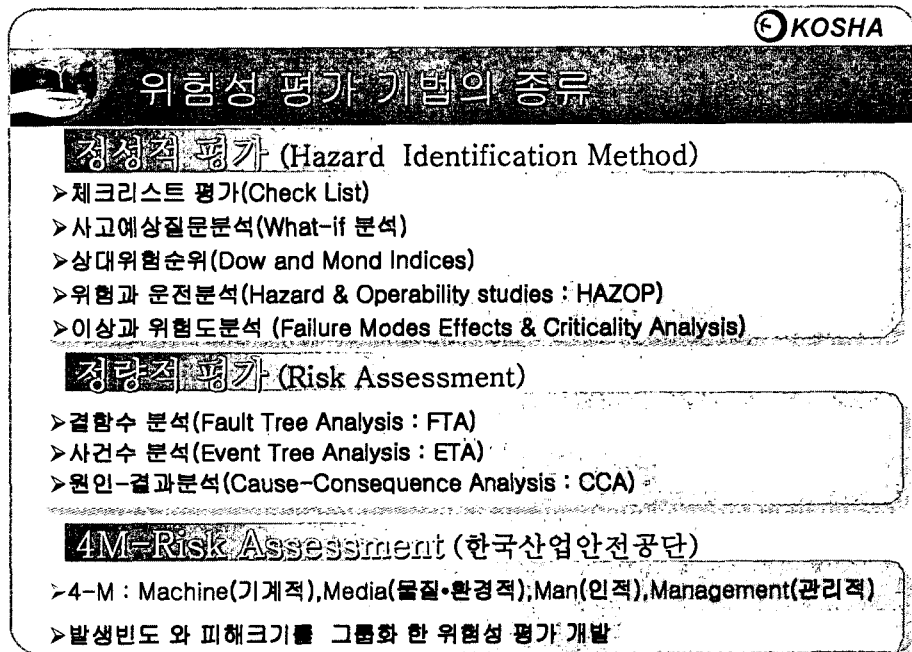 KOSHA
위험성 평가 기법의 종류
정성적 평가 (Hazard Identification Method)
➢체크리스트 평가(Check List)
➢사고예상질문분석(What-if 분석)
➢상대위험순위(Dow and Mond Indices)
➢위험과 운전분석(Hazard & Operability studies : HAZOP)
➢이상과 위험도분석 (Failure Modes Effects & Criticality Analysis)
정량적 평가 (Risk Assessment)
➢결함수 분석(Fault Tree Analysis : FTA)
➢사건수 분석(Event Tree Analysis : ETA)
➢원인-결과분석(Cause-Consequence Analysis : CCA)
4M-Risk Assessment (한국산업안전공단)
➢4-M : Machine(기계적),Media(물질•환경적),Man(인적),Management(관리적)
➢발생빈도 와 피해크기를 그룹화 한 위험성 평가 개발